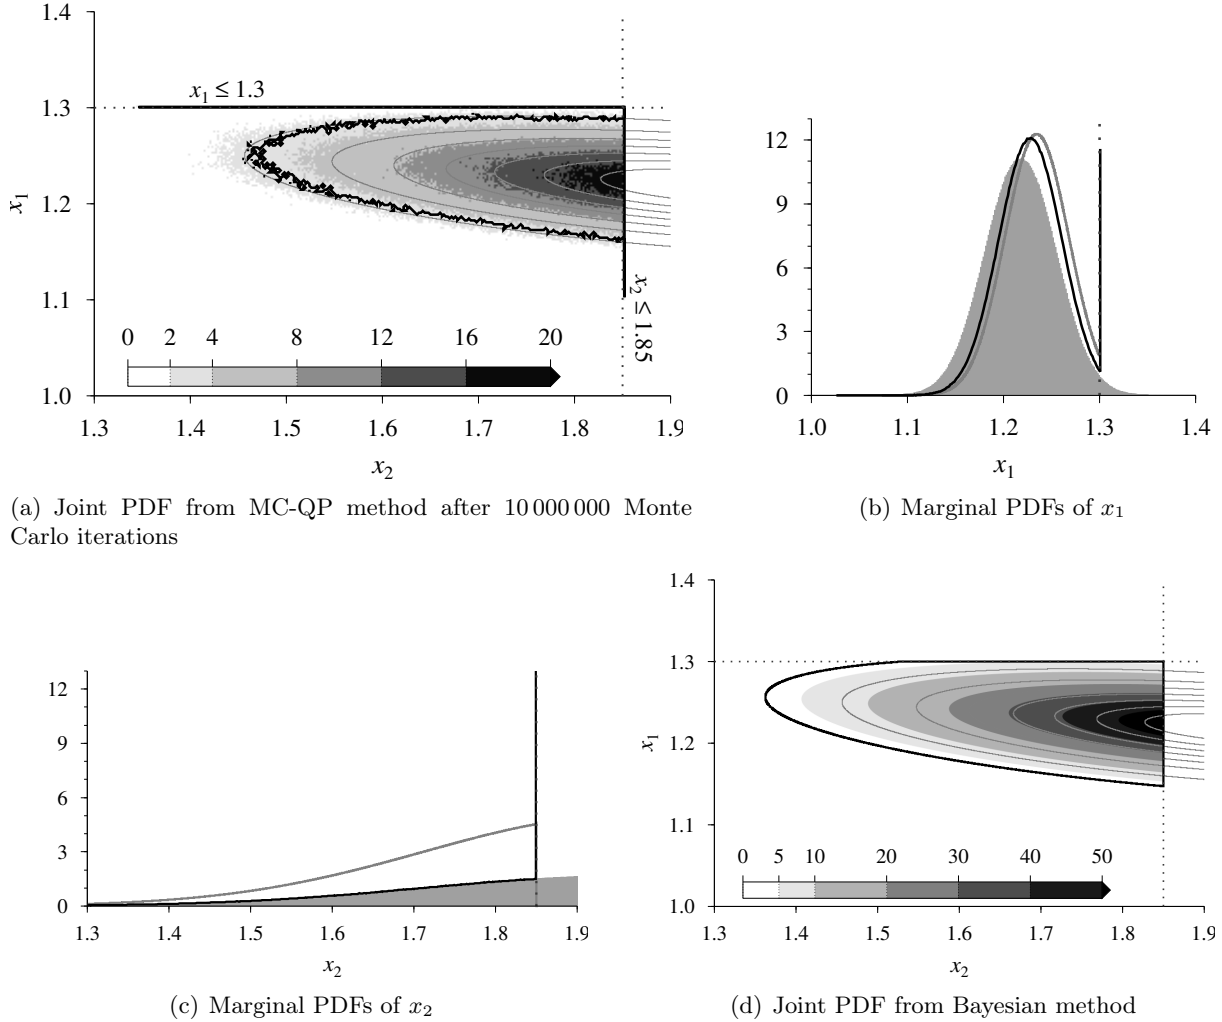 1.4
1.3
1.2
1.1
1.0
x₁
x₁ ≤ 1.3
x₂ ≤ 1.85
0 2 4 8 12 16 20
1.3 1.4 1.5 1.6 1.7 1.8 1.9
x₂
(a) Joint PDF from MC-QP method after 10 000 000 Monte
Carlo iterations
12
9
6
3
0
1.0 1.1 1.2 1.3 1.4
x₁
(b) Marginal PDFs of x₁
12
9
6
3
0
1.3 1.4 1.5 1.6 1.7 1.8 1.9
x₂
(c) Marginal PDFs of x₂
1.4
1.3
1.2
1.1
1.0
x₁
0 5 10 20 30 40 50
1.3 1.4 1.5 1.6 1.7 1.8 1.9
x₂
(d) Joint PDF from Bayesian method